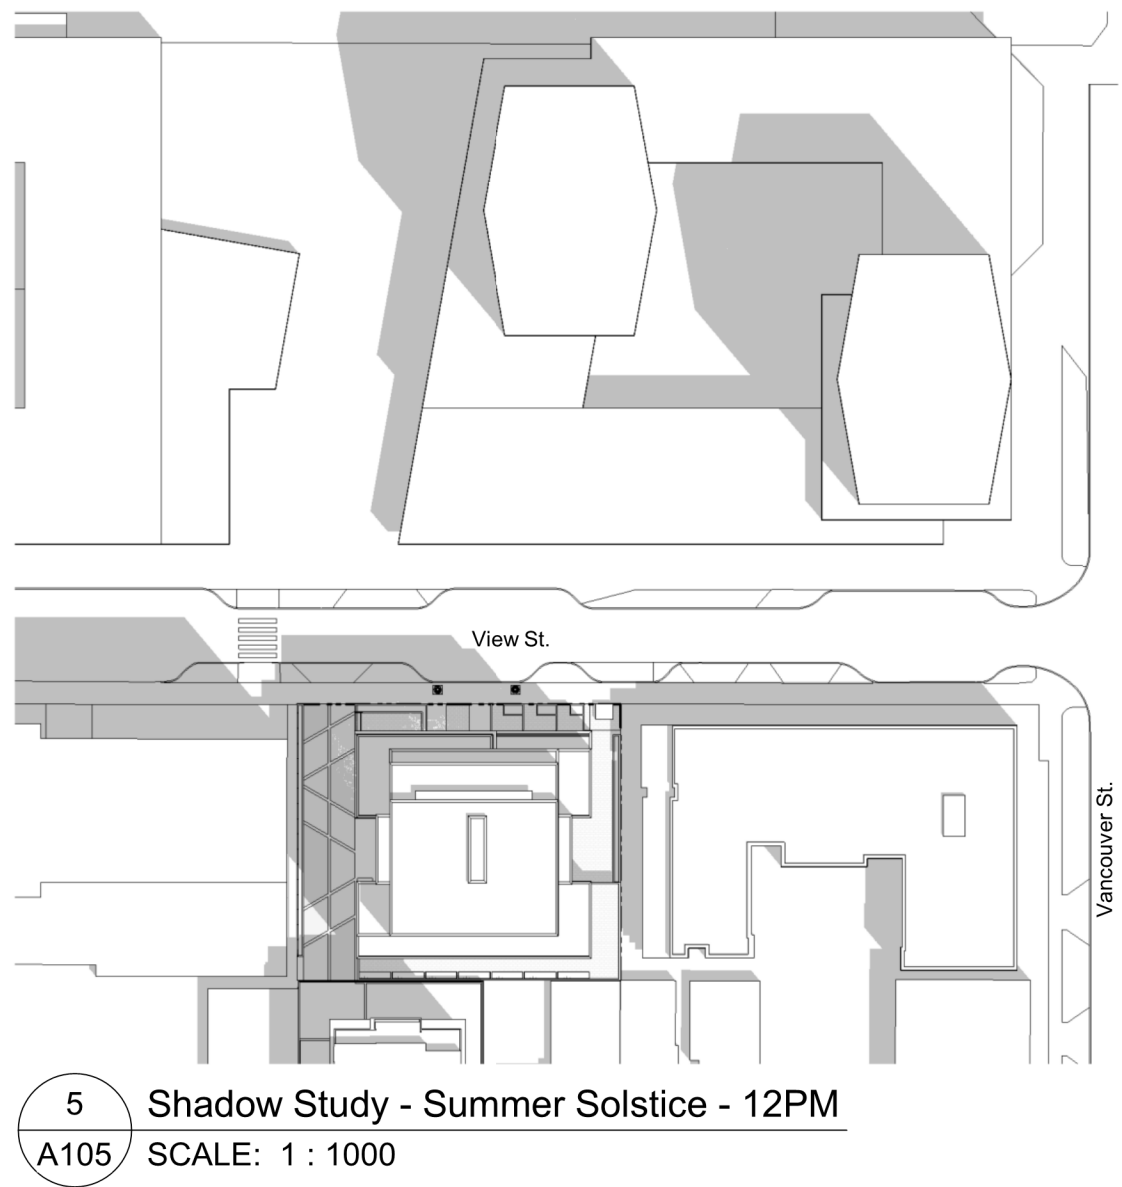 View St.
Vancouver St.
5
A105
Shadow Study - Summer Solstice - 12PM
SCALE: 1 : 1000